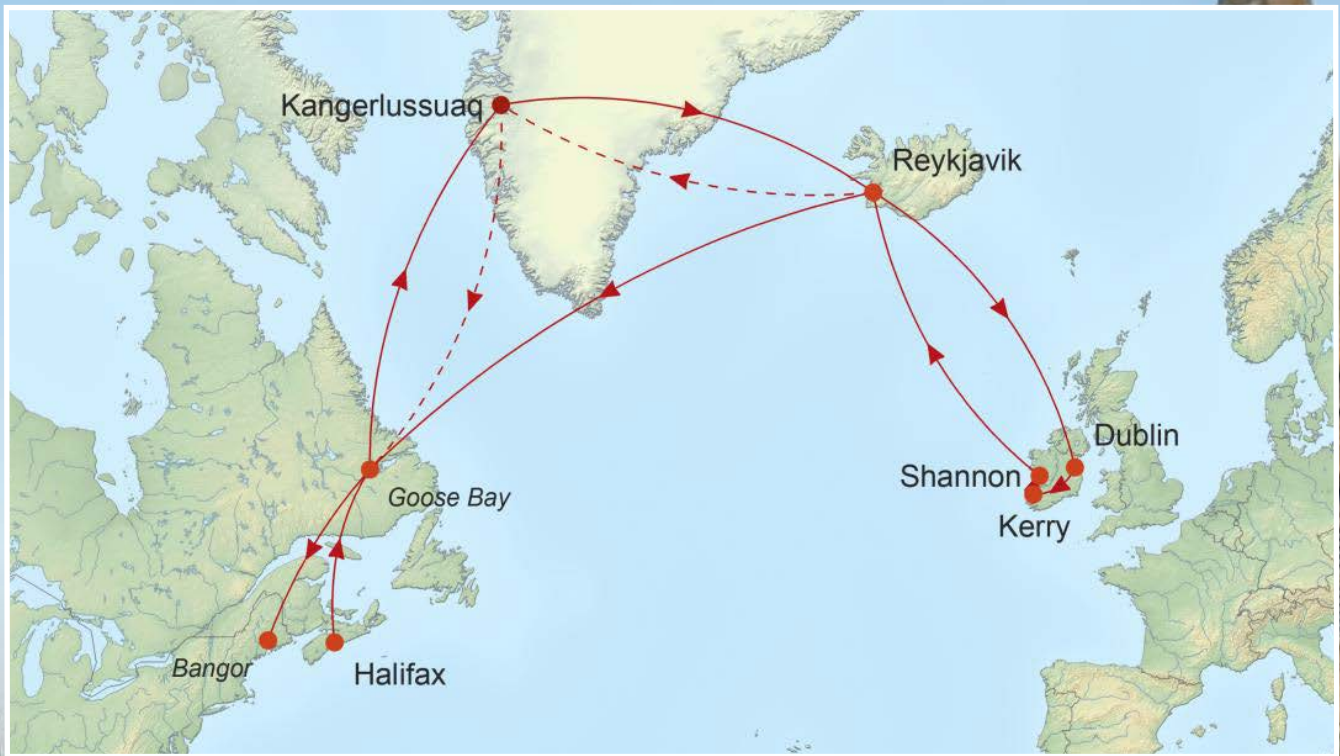 Kangerlussuaq
Reykjavik
Dublin
Shannon
Goose Bay
Kerry
Bangor
Halifax